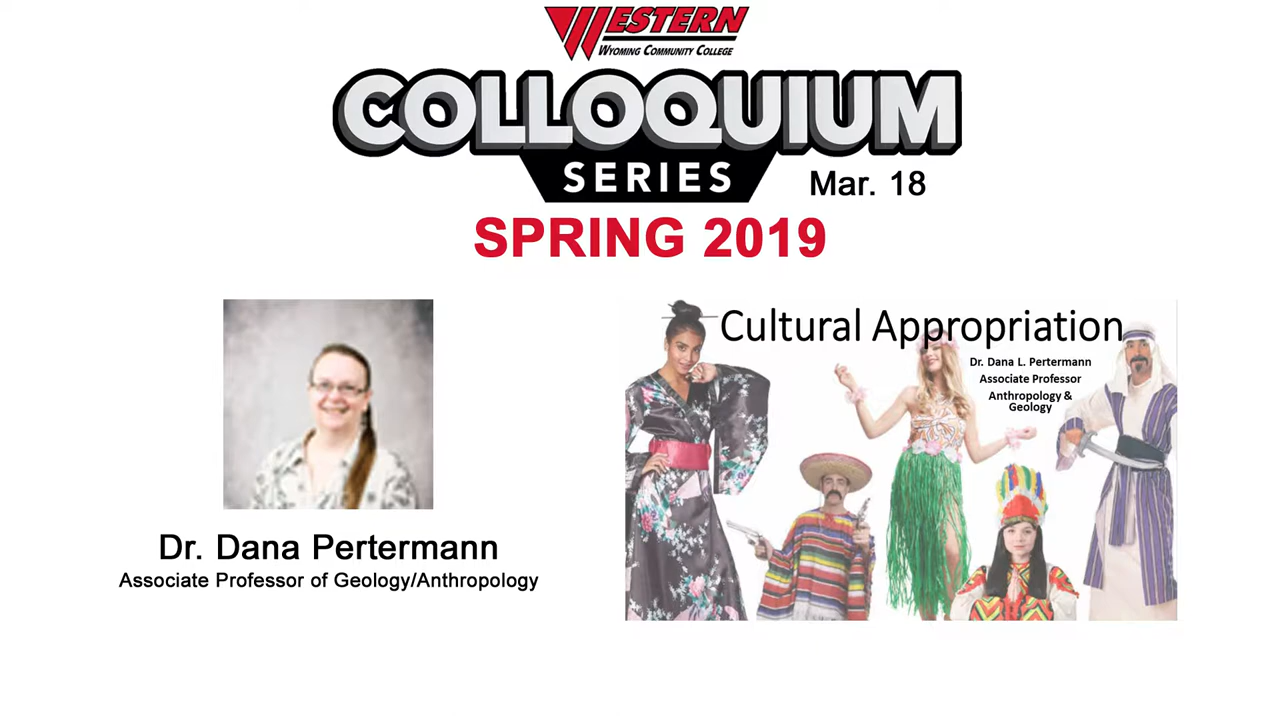 WESTERN
WYOMING COMMUNITY COLLEGE
COLLOQUIUM
SERIES
Mar. 18
SPRING 2019
Dr. Dana Pertermann
Associate Professor of Geology/Anthropology
Cultural Appropriation
Dr. Dana L. Pertermann
Associate Professor
Anthropology &
Geology